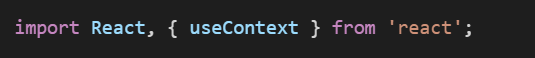 import React, { useContext } from 'react';